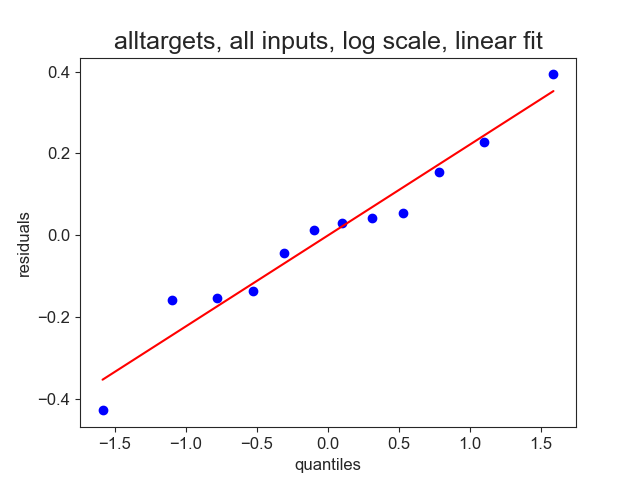 alltargets, all inputs, log scale, linear fit
0.4
0.2
0.0
−0.2
−0.4
residuals
−1.5 −1.0 −0.5 0.0 0.5 1.0 1.5
quantiles